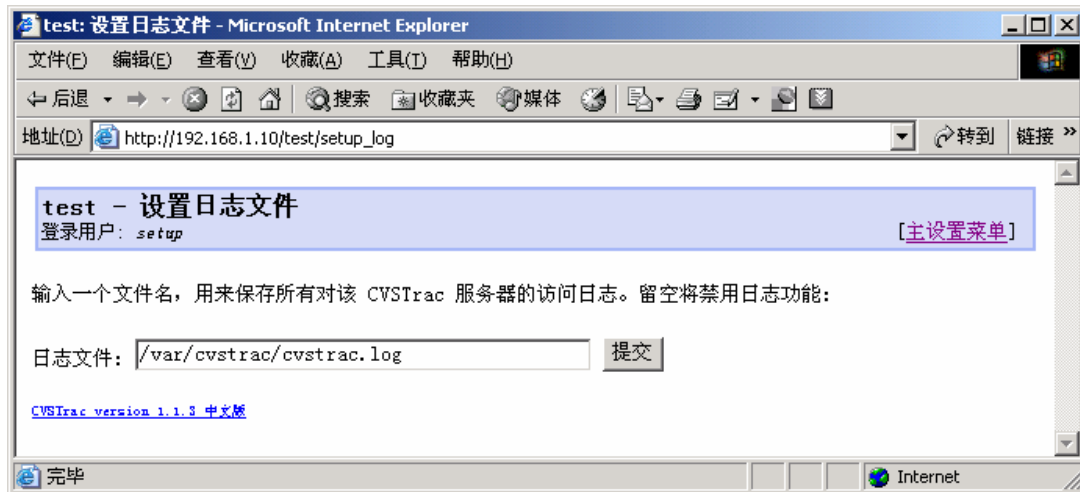 test: 设置日志文件 - Microsoft Internet Explorer
文件(F) 编辑(E) 查看(V) 收藏(A) 工具(T) 帮助(H)
后退 搜索 收藏夹 媒体
地址(D) http://192.168.1.10/test/setup_log 转到 链接 »
test - 设置日志文件
登录用户: setup [主设置菜单]
输入一个文件名，用来保存所有对该 CVSTrac 服务器的访问日志。留空将禁用日志功能:
日志文件: /var/cvstrac/cvstrac.log 提交
CVSTrac version 1.1.3 中文版
完毕 Internet